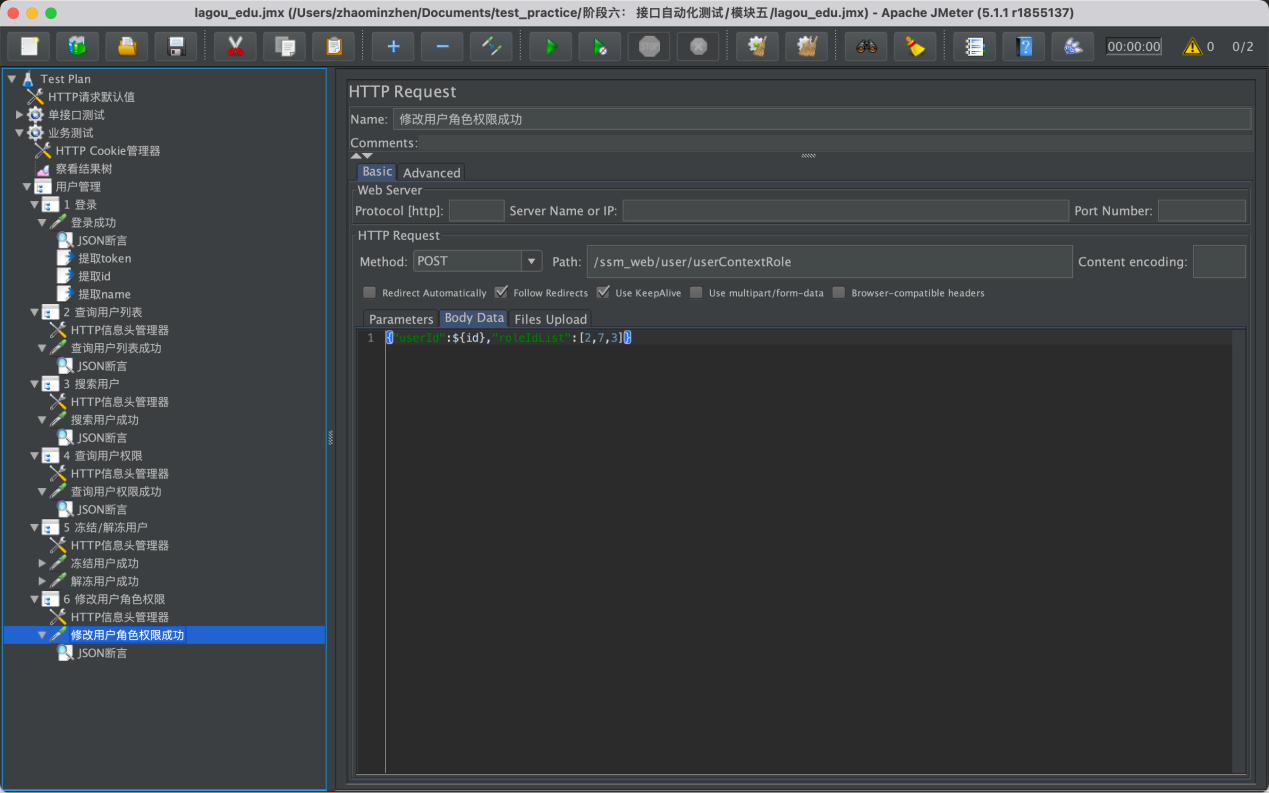 lagou_edu.jmx (/Users/zhaominzhen/Documents/test_practice/阶段六： 接口自动化测试/模块五/lagou_edu.jmx) - Apache JMeter (5.1.1 r1855137)
STOP
00:00:00
0
0/2
Test Plan
HTTP请求默认值
单接口测试
业务测试
HTTP Cookie管理器
察看结果树
用户管理
1 登录
登录成功
JSON断言
提取token
提取id
提取name
2 查询用户列表
HTTP信息头管理器
查询用户列表成功
JSON断言
3 搜索用户
HTTP信息头管理器
搜索用户成功
JSON断言
4 查询用户权限
HTTP信息头管理器
查询用户权限成功
JSON断言
5 冻结/解冻用户
HTTP信息头管理器
冻结用户成功
解冻用户成功
6 修改用户角色权限
HTTP信息头管理器
修改用户角色权限成功
JSON断言
HTTP Request
Name: 修改用户角色权限成功
Comments:
Basic Advanced
Web Server
Protocol [http]: Server Name or IP: Port Number:
HTTP Request
Method: POST Path: /ssm_web/user/userContextRole Content encoding:
Redirect Automatically Follow Redirects Use KeepAlive Use multipart/form-data Browser-compatible headers
Parameters Body Data Files Upload
1 {"userId":${id},"roleIdList":[2,7,3]}